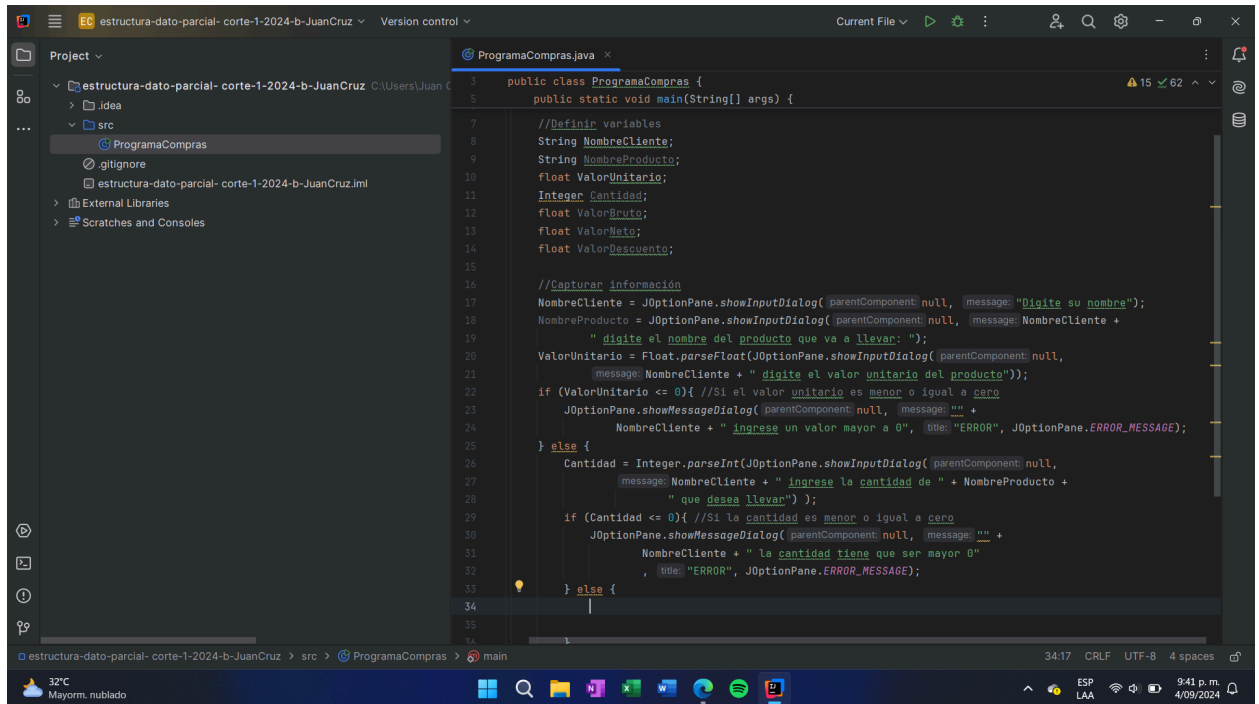 EC estructura-dato-parcial- corte-1-2024-b-JuanCruz Version control Current File
Project
estructura-dato-parcial- corte-1-2024-b-JuanCruz C:\Users\Juan C
.idea
src
ProgramaCompras
.gitignore
estructura-dato-parcial- corte-1-2024-b-JuanCruz.iml
External Libraries
Scratches and Consoles
ProgramaCompras.java
15 62
3 public class ProgramaCompras {
5 public static void main(String[] args) {
7 //Definir variables
8 String NombreCliente;
9 String NombreProducto;
10 float ValorUnitario;
11 Integer Cantidad;
12 float ValorBruto;
13 float ValorNeto;
14 float ValorDescuento;
15
16 //Capturar información
17 NombreCliente = JOptionPane.showInputDialog( parentComponent: null, message: "Digite su nombre");
18 NombreProducto = JOptionPane.showInputDialog( parentComponent: null, message: NombreCliente +
19 " digite el nombre del producto que va a llevar: ");
20 ValorUnitario = Float.parseFloat(JOptionPane.showInputDialog( parentComponent: null,
21 message: NombreCliente + " digite el valor unitario del producto"));
22 if (ValorUnitario <= 0){ //Si el valor unitario es menor o igual a cero
23 JOptionPane.showMessageDialog( parentComponent: null, message: "" +
24 NombreCliente + " ingrese un valor mayor a 0", title: "ERROR", JOptionPane.ERROR_MESSAGE);
25 } else {
26 Cantidad = Integer.parseInt(JOptionPane.showInputDialog( parentComponent: null,
27 message: NombreCliente + " ingrese la cantidad de " + NombreProducto +
28 " que desea llevar") );
29 if (Cantidad <= 0){ //Si la cantidad es menor o igual a cero
30 JOptionPane.showMessageDialog( parentComponent: null, message: "" +
31 NombreCliente + " la cantidad tiene que ser mayor 0"
32 , title: "ERROR", JOptionPane.ERROR_MESSAGE);
33 } else {
34
35
36 }
estructura-dato-parcial- corte-1-2024-b-JuanCruz > src > ProgramaCompras > main 34:17 CRLF UTF-8 4 spaces
32°C
Mayorm. nublado
ESP
LAA
9:41 p. m.
4/09/2024